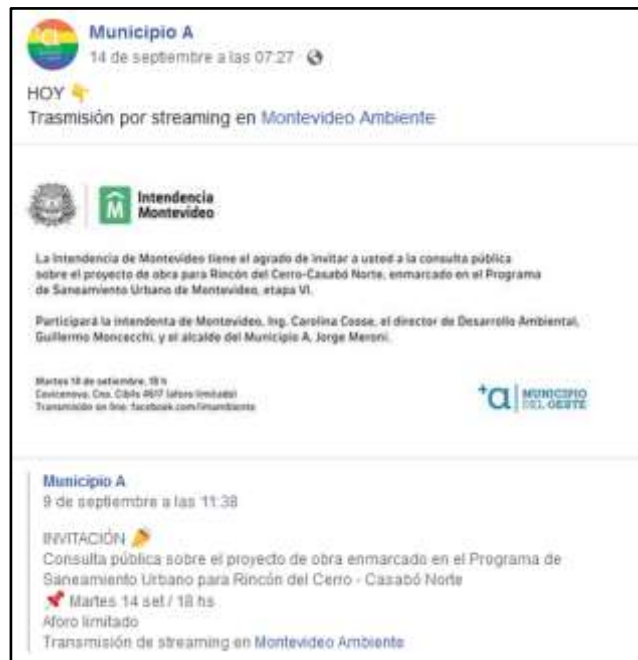 Municipio A
14 de septiembre a las 07:27
HOY
Trasmisión por streaming en Montevideo Ambiente
Intendencia
Montevideo
La Intendencia de Montevideo tiene el agrado de invitar a usted a la consulta pública
sobre el proyecto de obra para Rincón del Cerro-Casabó Norte, enmarcado en el Programa
de Saneamiento Urbano de Montevideo, etapa VI.
Participará la intendenta de Montevideo, Ing. Carolina Cosse, el director de Desarrollo Ambiental,
Guillermo Moncecchi, y el alcalde del Municipio A, Jorge Meroni.
Martes 14 de setiembre, 18 h
Covicenova, Cno. Cibils 4617 (aforo limitado)
Transmisión on line: facebook.com/imambiente
+a MUNICIPIO
DEL OESTE
Municipio A
9 de septiembre a las 11:38
INVITACIÓN
Consulta pública sobre el proyecto de obra enmarcado en el Programa de
Saneamiento Urbano para Rincón del Cerro - Casabó Norte
Martes 14 set / 18 hs
Aforo limitado
Transmisión de streaming en Montevideo Ambiente